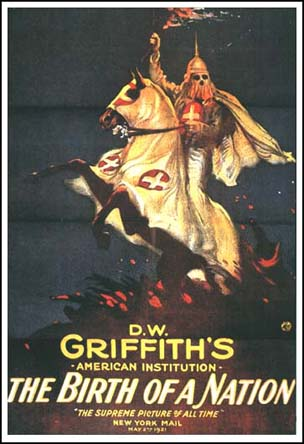 D.W.
GRIFFITH'S
- AMERICAN INSTITUTION -
THE BIRTH OF A NATION
"THE SUPREME PICTURE OF ALL TIME"
NEW YORK MAIL
MAY 2ND 1921